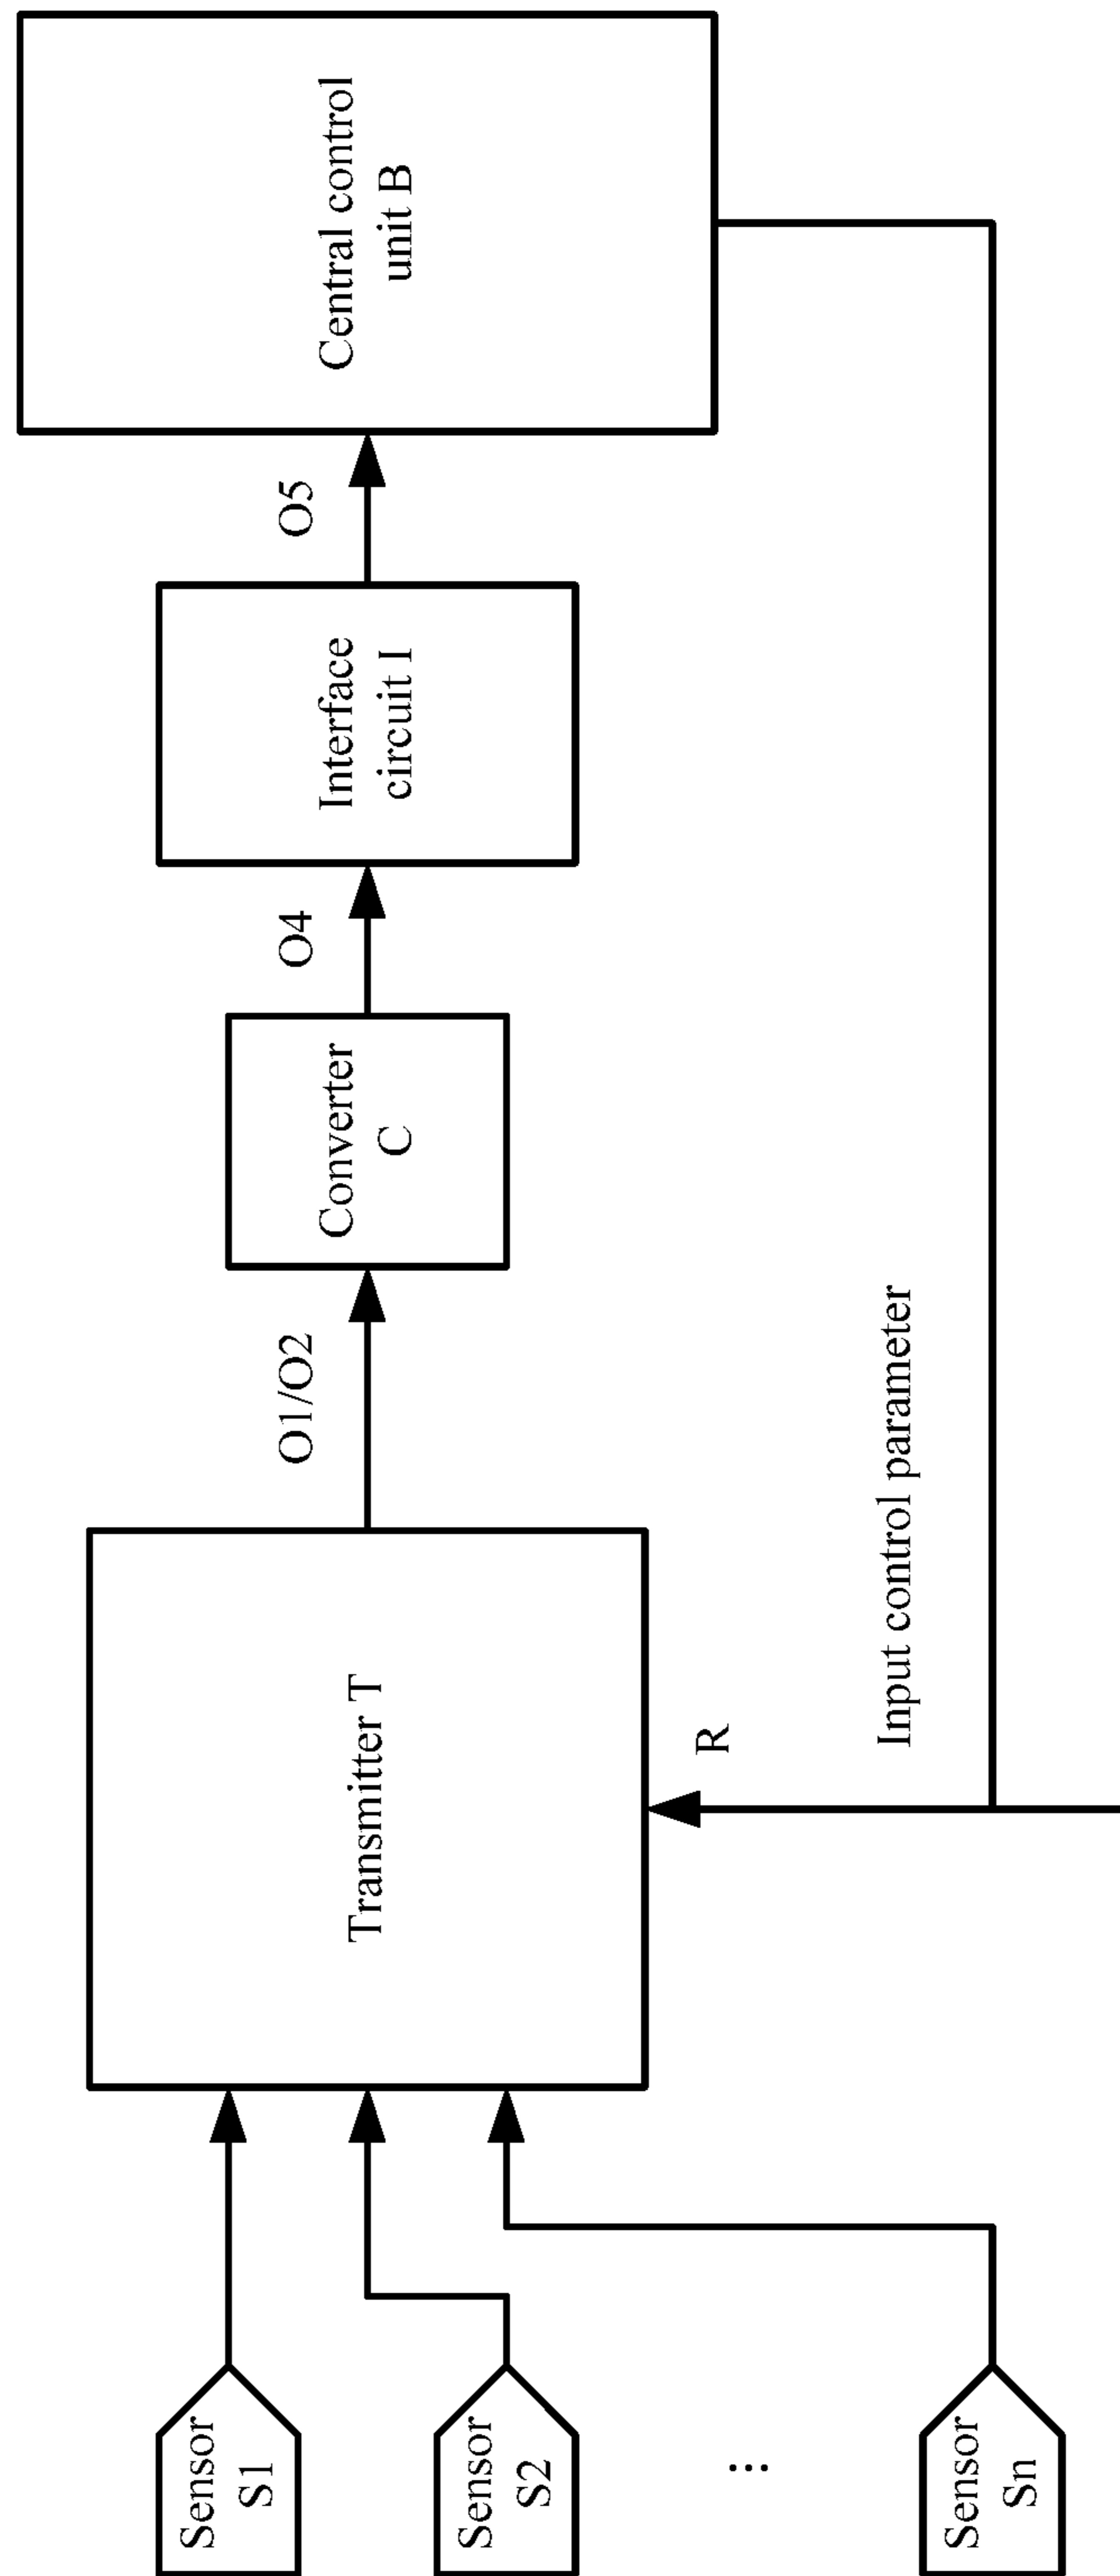 Sensor
S1
Sensor
S2
...
Sensor
Sn
Transmitter T
R
Input control parameter
O1/O2
Converter
C
O4
Interface
circuit I
O5
Central control
unit B